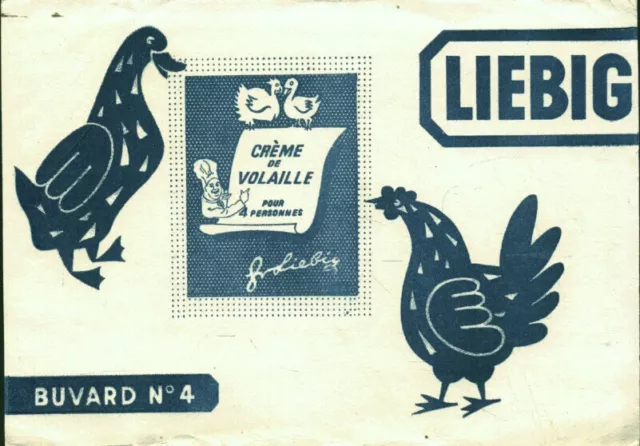 LIEBIG
CRÈME
DE
VOLAILLE
POUR
4 PERSONNES
Liebig
BUVARD N° 4